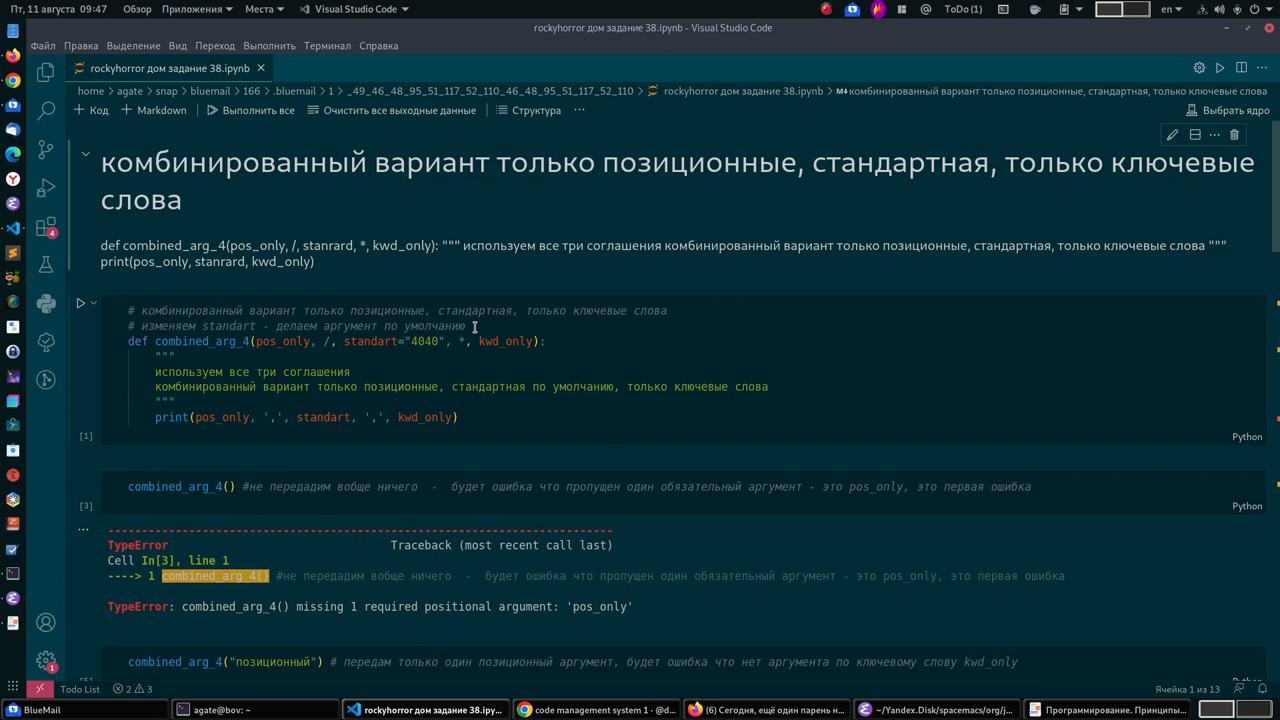 Пт, 11 августа  09:47
Обзор
Приложения
Места
Visual Studio Code
ToDo (1)
en
rockyhorror дом задание 38.ipynb - Visual Studio Code
Файл Правка Выделение Вид Переход Выполнить Терминал Справка
rockyhorror дом задание 38.ipynb
home > agate > snap > bluemail > 166 > .bluemail > 1 > _49_46_48_95_51_117_52_110_46_48_95_51_117_52_110 > rockyhorror дом задание 38.ipynb > комбинированный вариант только позиционные, стандартная, только ключевые слова
+ Код + Markdown Выполнить все Очистить все выходные данные Структура ... Выбрать ядро
комбинированный вариант только позиционные, стандартная, только ключевые
слова
def combined_arg_4(pos_only, /, stanrard, *, kwd_only): """ используем все три соглашения комбинированный вариант только позиционные, стандартная, только ключевые слова """
print(pos_only, stanrard, kwd_only)
# комбинированный вариант только позиционные, стандартная, только ключевые слова
# изменяем standart - делаем аргумент по умолчанию
def combined_arg_4(pos_only, /, standart="4040", *, kwd_only):
"""
используем все три соглашения
комбинированный вариант только позиционные, стандартная по умолчанию, только ключевые слова
"""
print(pos_only, ',', standart, ',', kwd_only)
[1]
Python
combined_arg_4() #не передадим вобще ничего  -  будет ошибка что пропущен один обязательный аргумент - это pos_only, это первая ошибка
[3]
Python
...
---------------------------------------------------------------------------
TypeError                                 Traceback (most recent call last)
Cell In[3], line 1
----> 1 combined_arg_4() #не передадим вобще ничего  -  будет ошибка что пропущен один обязательный аргумент - это pos_only, это первая ошибка
TypeError: combined_arg_4() missing 1 required positional argument: 'pos_only'
combined_arg_4("позиционный") # передам только один позиционный аргумент, будет ошибка что нет аргумента по ключевому слову kwd_only
4
1
Todo List
2
3
Ячейка 1 из 13
BlueMail
agate@bov: ~
rockyhorror дом задание 38.ipy...
code management system 1 · @d...
(6) Сегодня, ещё один парень н...
~/Yandex.Disk/spacemacs/org/j...
Программирование. Принципы...